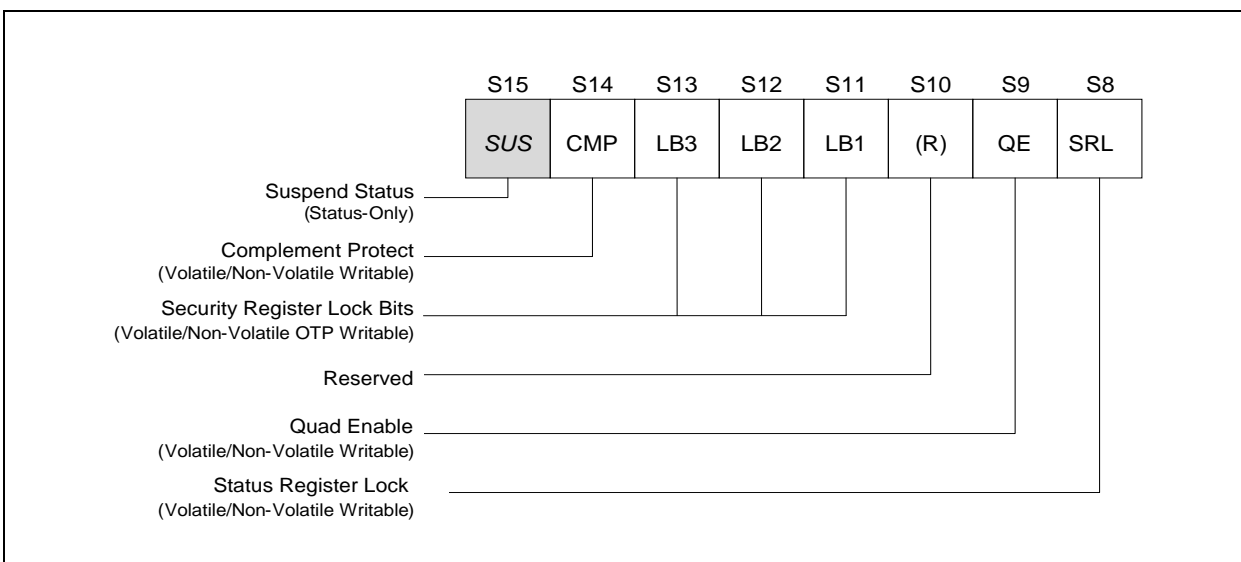 S15 S14 S13 S12 S11 S10 S9 S8
SUS CMP LB3 LB2 LB1 (R) QE SRL
Suspend Status
(Status-Only)
Complement Protect
(Volatile/Non-Volatile Writable)
Security Register Lock Bits
(Volatile/Non-Volatile OTP Writable)
Reserved
Quad Enable
(Volatile/Non-Volatile Writable)
Status Register Lock
(Volatile/Non-Volatile Writable)